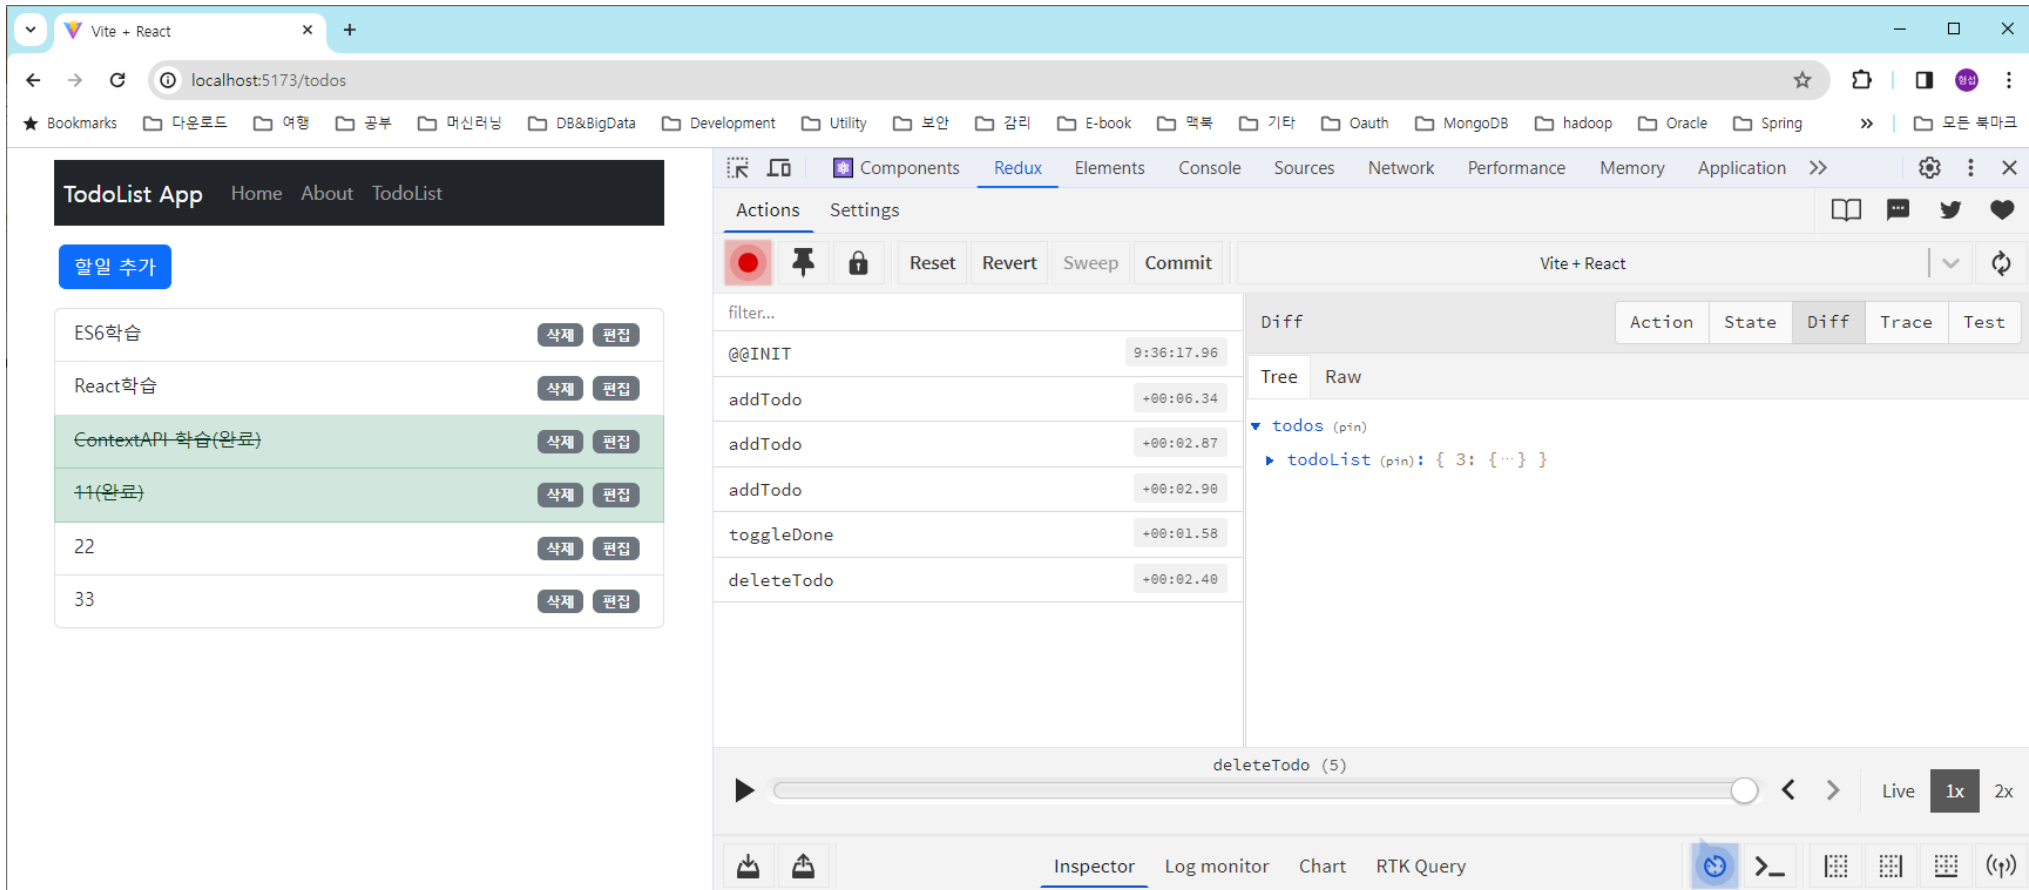 Vite + React
localhost:5173/todos
Bookmarks 다운로드 여행 공부 머신러닝 DB&BigData Development Utility 보안 감리 E-book 맥북 기타 Oauth MongoDB hadoop Oracle Spring » 모든 북마크
형섭
TodoList App Home About TodoList
할일 추가
ES6학습 삭제 편집
React학습 삭제 편집
ContextAPI 학습(완료) 삭제 편집
11(완료) 삭제 편집
22 삭제 편집
33 삭제 편집
Components Redux Elements Console Sources Network Performance Memory Application
Actions Settings
Reset Revert Sweep Commit Vite + React
filter...
@@INIT 9:36:17.96
addTodo +00:06.34
addTodo +00:02.87
addTodo +00:02.90
toggleDone +00:01.58
deleteTodo +00:02.40
Diff Action State Diff Trace Test
Tree Raw
todos (pin)
todoList (pin): { 3: {…} }
deleteTodo (5)
Live 1x 2x
Inspector Log monitor Chart RTK Query